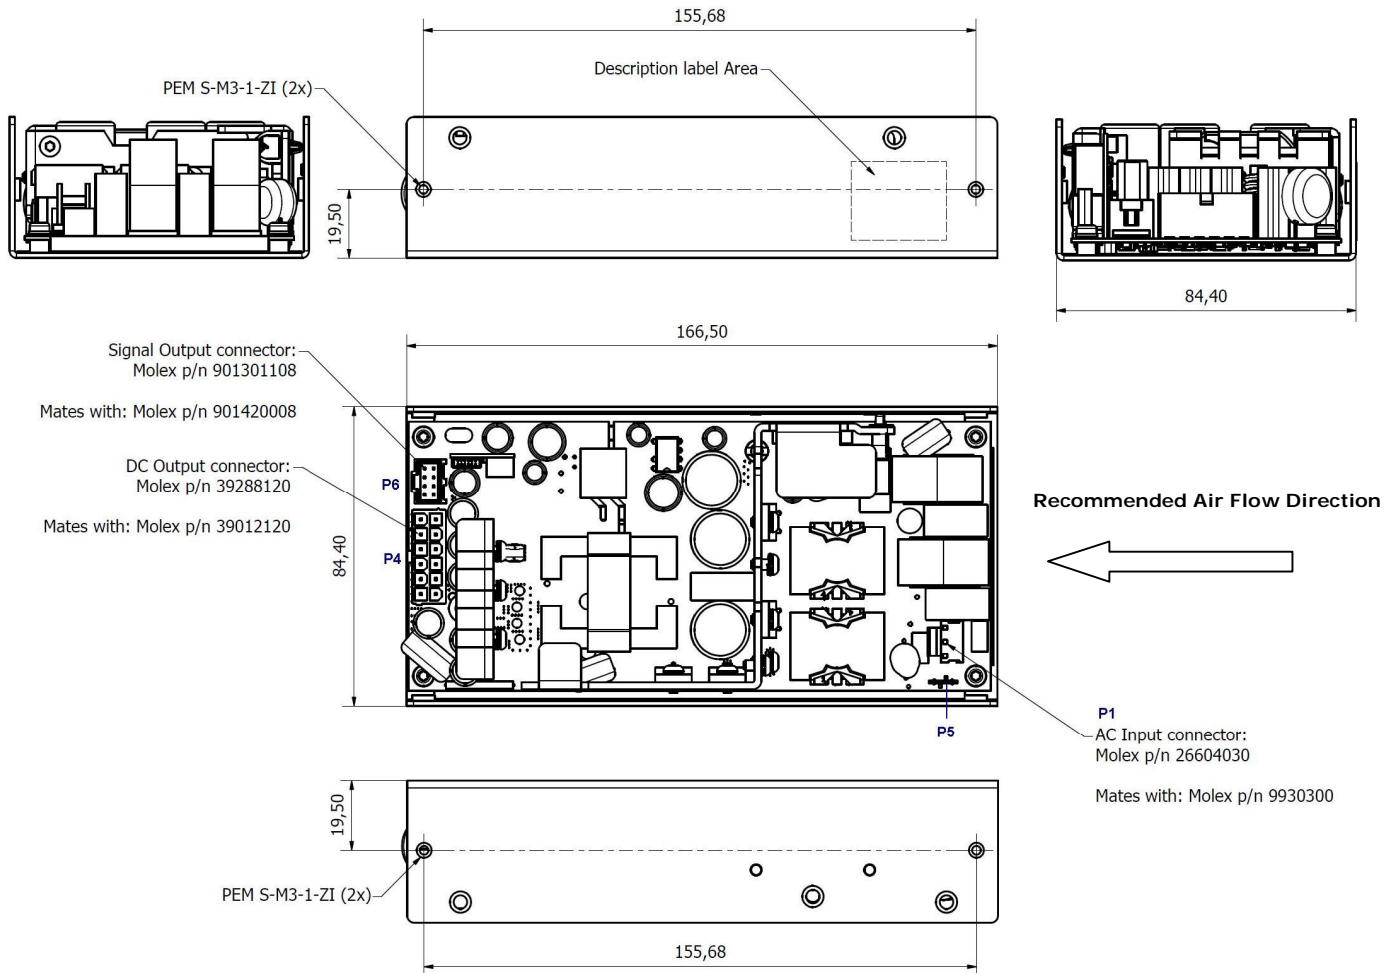 155,68
Description label Area
PEM S-M3-1-ZI (2x)
19,50
84,40
166,50
Signal Output connector:
Molex p/n 901301108
Mates with: Molex p/n 901420008
DC Output connector:
Molex p/n 39288120
Mates with: Molex p/n 39012120
P6
P4
84,40
Recommended Air Flow Direction
P5
P1
AC Input connector:
Molex p/n 26604030
Mates with: Molex p/n 9930300
19,50
PEM S-M3-1-ZI (2x)
155,68